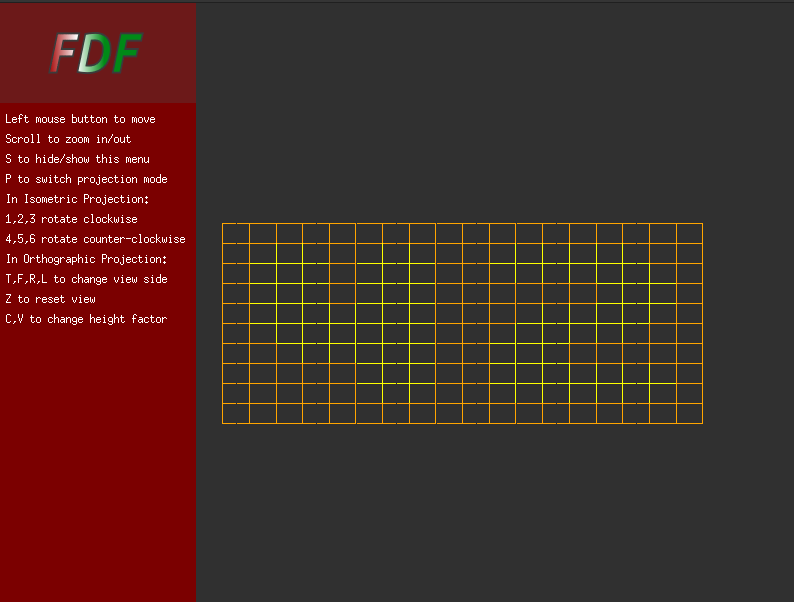 FDF
Left mouse button to move
Scroll to zoom in/out
S to hide/show this menu
P to switch projection mode
In Isometric Projection:
1,2,3 rotate clockwise
4,5,6 rotate counter-clockwise
In Orthographic Projection:
T,F,R,L to change view side
Z to reset view
C,V to change height factor